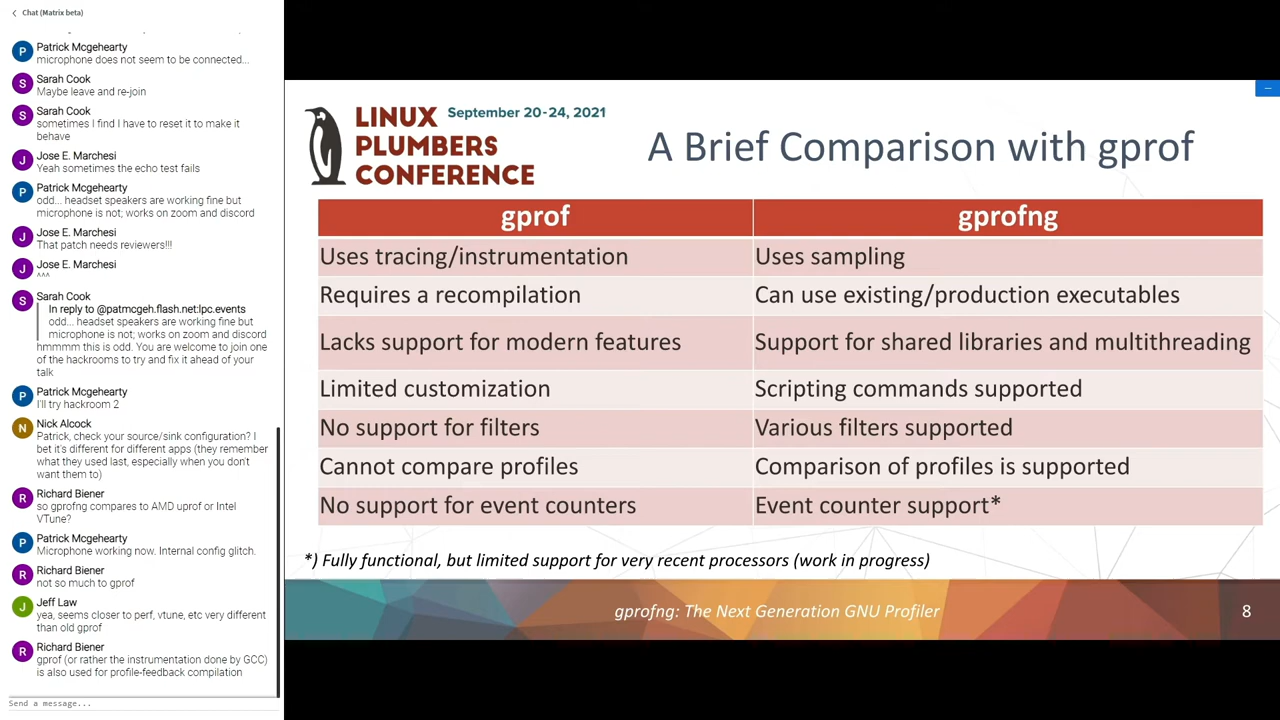 Chat (Matrix beta)
Patrick Mcgehearty
microphone does not seem to be connected...
Sarah Cook
Maybe leave and re-join
Sarah Cook
sometimes I find I have to reset it to make it
behave
Jose E. Marchesi
Yeah sometimes the echo test fails
Patrick Mcgehearty
odd... headset speakers are working fine but
microphone is not; works on zoom and discord
Jose E. Marchesi
That patch needs reviewers!!!
Jose E. Marchesi
^^^
Sarah Cook
In reply to @patmcgeh.flash.net:lpc.events
odd... headset speakers are working fine but
microphone is not; works on zoom and discord
hmmmm this is odd. You are welcome to join one
of the hackrooms to try and fix it ahead of your
talk
Patrick Mcgehearty
I'll try hackroom 2
Nick Alcock
Patrick, check your source/sink configuration? I
bet it's different for different apps (they remember
what they used last, especially when you don't
want them to)
Richard Biener
so gprofng compares to AMD uprof or Intel
VTune?
Patrick Mcgehearty
Microphone working now. Internal config glitch.
Richard Biener
not so much to gprof
Jeff Law
yea, seems closer to perf, vtune, etc very different
than old gprof
Richard Biener
gprof (or rather the instrumentation done by GCC)
is also used for profile-feedback compilation
Send a message...
LINUX
PLUMBERS
CONFERENCE
September 20-24, 2021
A Brief Comparison with gprof
gprof gprofng
Uses tracing/instrumentation Uses sampling
Requires a recompilation Can use existing/production executables
Lacks support for modern features Support for shared libraries and multithreading
Limited customization Scripting commands supported
No support for filters Various filters supported
Cannot compare profiles Comparison of profiles is supported
No support for event counters Event counter support*
*) Fully functional, but limited support for very recent processors (work in progress)
gprofng: The Next Generation GNU Profiler 8